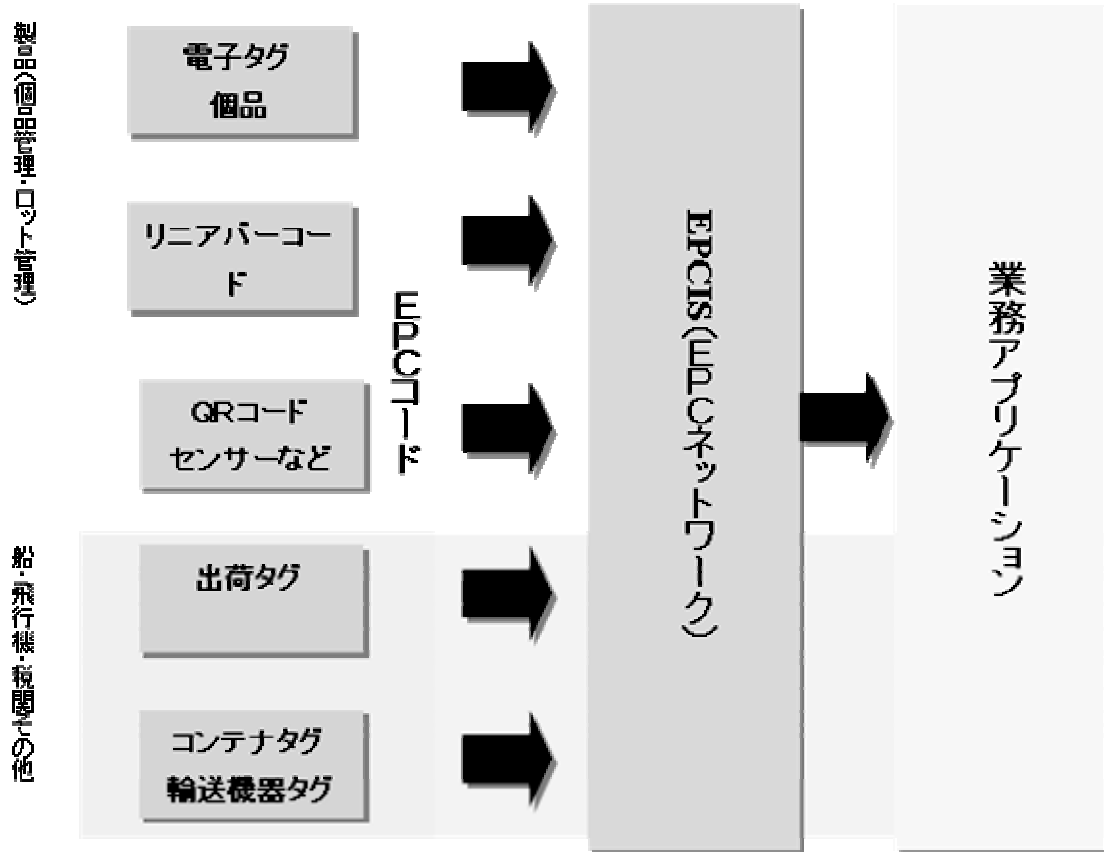 製品(個品管理・ロット管理)
電子タグ
個品
リニアバーコー
ド
EPCコード
QRコード
センサーなど
船・飛行機・税関その他
出荷タグ
コンテナタグ
輸送機器タグ
EPCIS(EPCネットワーク)
業務アプリケーション